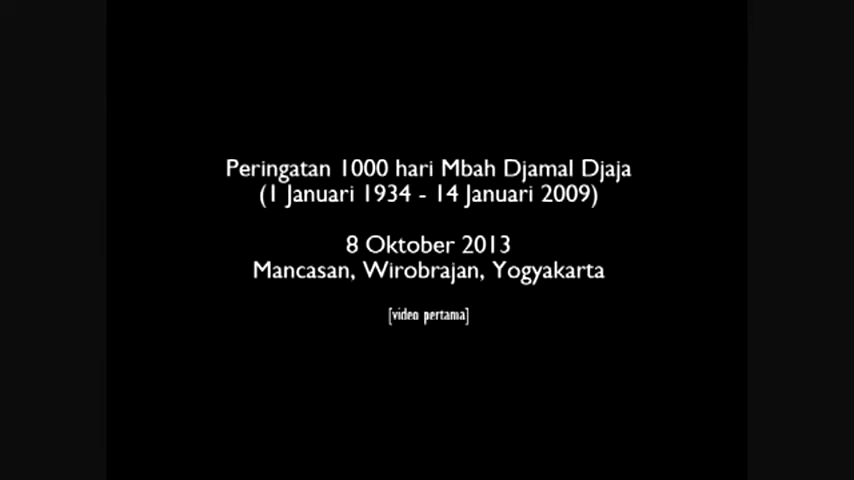 Peringatan 1000 hari Mbah Djamal Djaja
(1 Januari 1934 - 14 Januari 2009)
8 Oktober 2013
Mancasan, Wirobrajan, Yogyakarta
[video pertama]